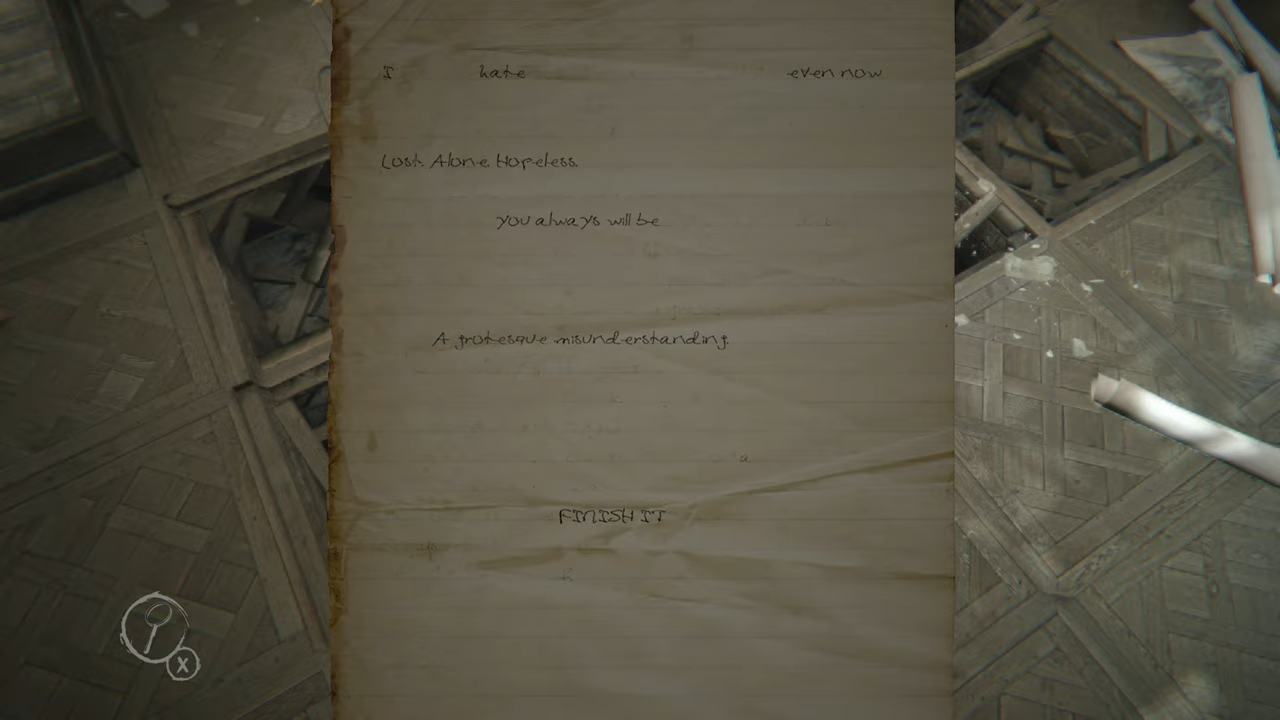 I hate even now
Lost. Alone. Hopeless.
you always will be
A grotesque misunderstanding.
a
FINISH IT
h
X